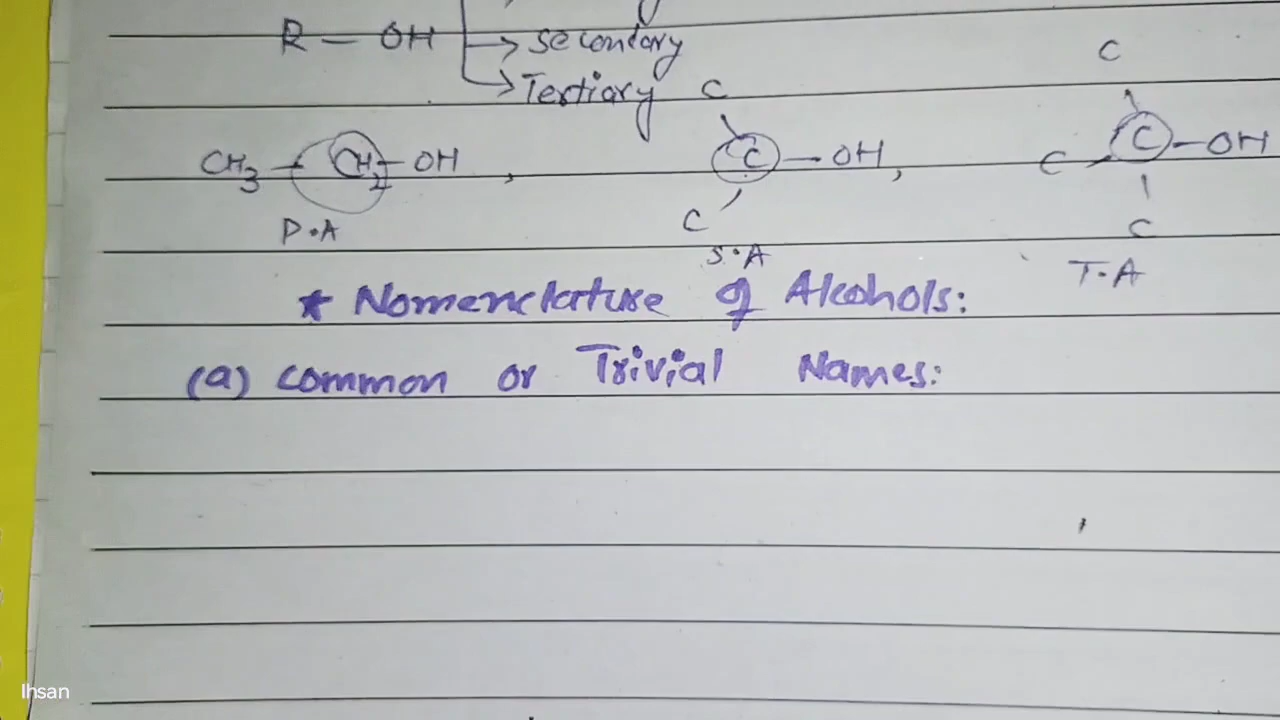 R — OH → Secondary
→ Tertiary
CH3 — CH2 — OH ,
C
C — OH ,
C
C
C C — OH
C
P.A
S.A
T.A
* Nomenclature of Alcohols:
(a) Common or Trivial Names:
Ihsan